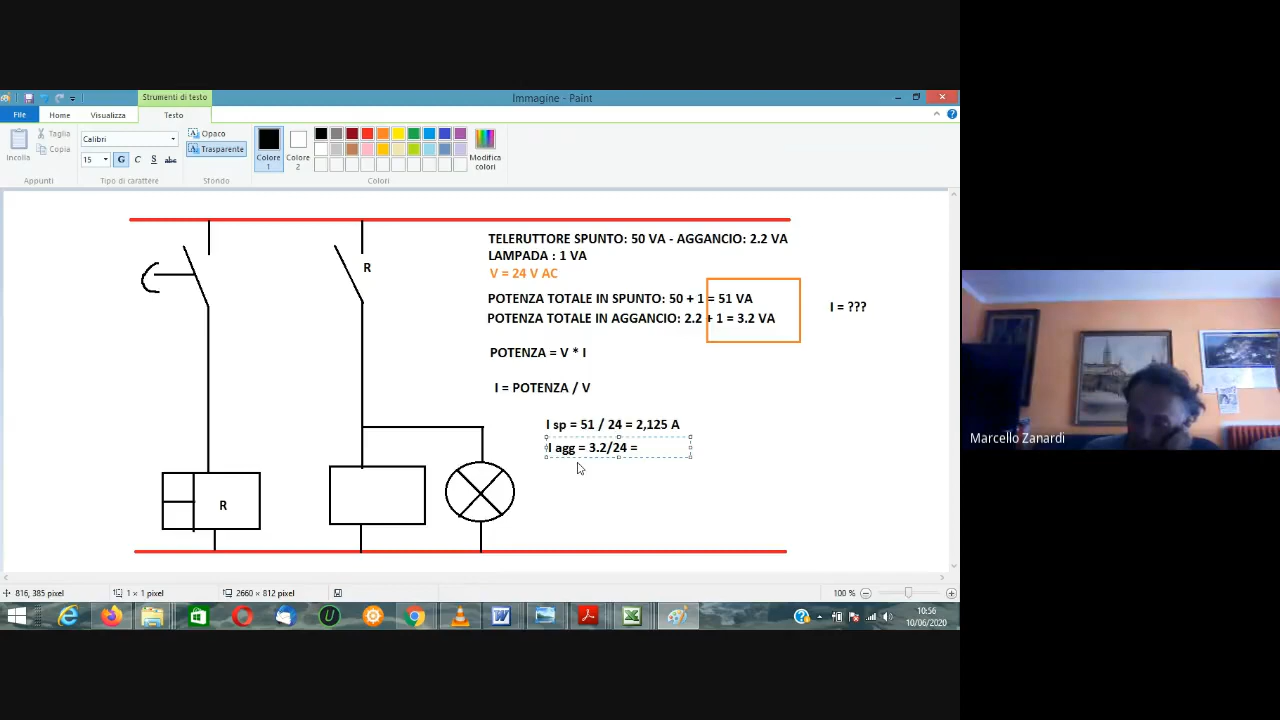 Strumenti di testo
Immagine - Paint
File
Home
Visualizza
Testo
Incolla
Taglia
Copia
Appunti
Calibri
15
G
C
S
abc
Tipo di carattere
Opaco
Trasparente
Sfondo
Colore
1
Colore
2
Modifica
colori
Colori
R
TELERUTTORE SPUNTO: 50 VA - AGGANCIO: 2.2 VA
LAMPADA : 1 VA
V = 24 V AC
POTENZA TOTALE IN SPUNTO: 50 + 1 = 51 VA
POTENZA TOTALE IN AGGANCIO: 2.2 + 1 = 3.2 VA
I = ???
POTENZA = V * I
I = POTENZA / V
I sp = 51 / 24 = 2,125 A
I agg = 3.2/24 =
R
Marcello Zanardi
816, 385 pixel
1 × 1 pixel
2660 × 812 pixel
100 %
10:56
10/06/2020